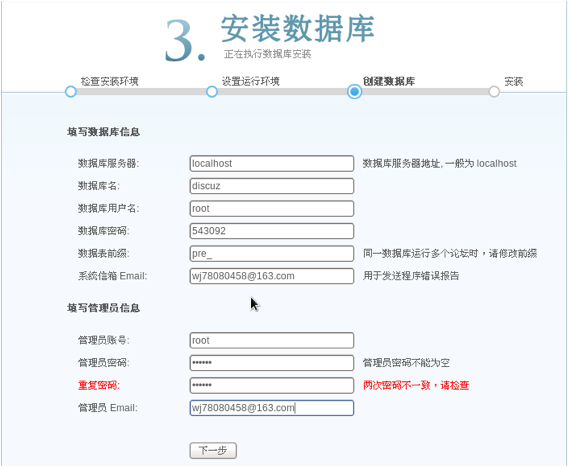 3. 安装数据库
正在执行数据库安装
检查安装环境 设置运行环境 创建数据库 安装
填写数据库信息
数据库服务器: localhost 数据库服务器地址, 一般为 localhost
数据库名: discuz
数据库用户名: root
数据库密码: 543092
数据表前缀: pre_ 同一数据库运行多个论坛时，请修改前缀
系统信箱 Email: wj78080458@163.com 用于发送程序错误报告
填写管理员信息
管理员账号: root
管理员密码: •••••• 管理员密码不能为空
重复密码: •••••• 两次密码不一致，请检查
管理员 Email: wj78080458@163.com
下一步